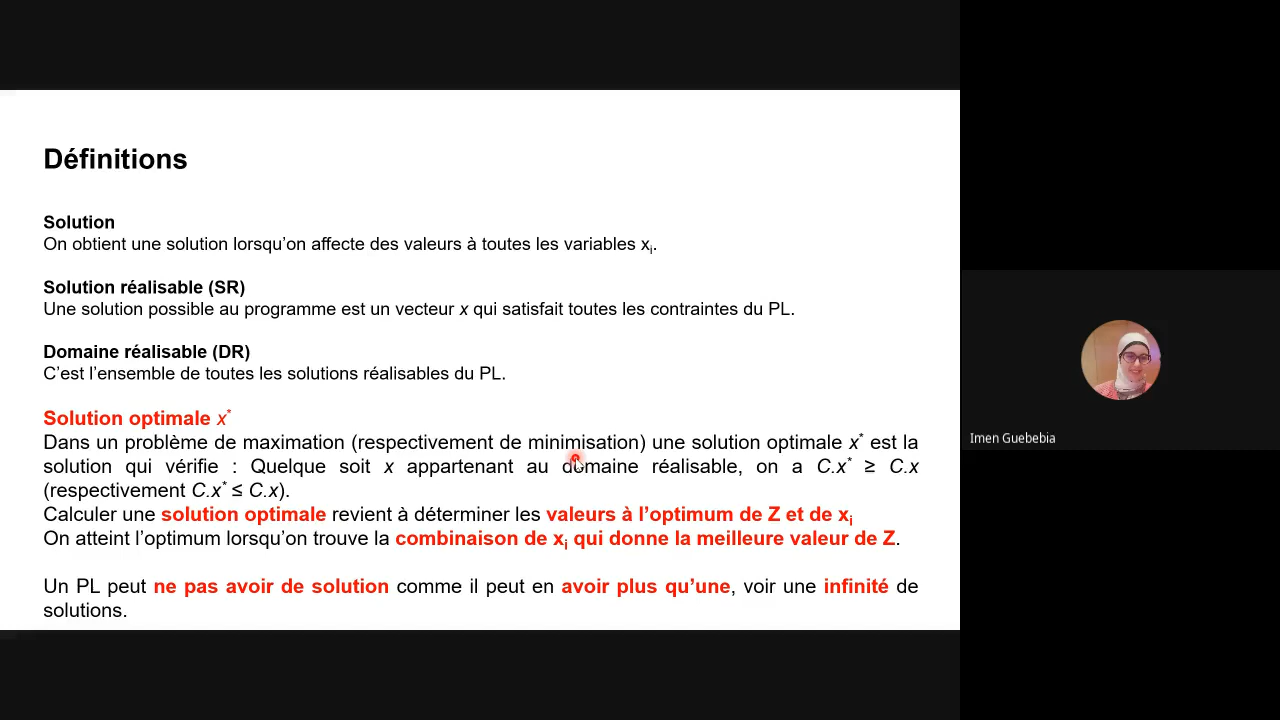 Définitions
Solution
On obtient une solution lorsqu'on affecte des valeurs à toutes les variables xi.
Solution réalisable (SR)
Une solution possible au programme est un vecteur x qui satisfait toutes les contraintes du PL.
Domaine réalisable (DR)
C'est l'ensemble de toutes les solutions réalisables du PL.
Solution optimale x*
Dans un problème de maximation (respectivement de minimisation) une solution optimale x* est la
solution qui vérifie : Quelque soit x appartenant au domaine réalisable, on a C.x* ≥ C.x
(respectivement C.x* ≤ C.x).
Calculer une solution optimale revient à déterminer les valeurs à l'optimum de Z et de xi
On atteint l'optimum lorsqu'on trouve la combinaison de xi qui donne la meilleure valeur de Z.
Un PL peut ne pas avoir de solution comme il peut en avoir plus qu'une, voir une infinité de
solutions.
Imen Guebebia